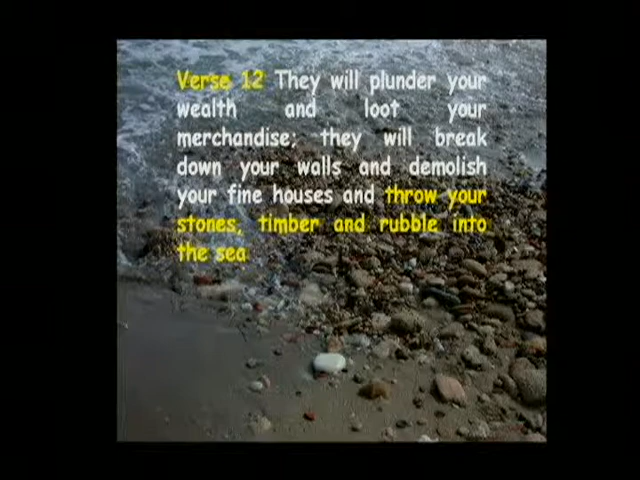 Verse 12 They will plunder your
wealth and loot your
merchandise; they will break
down your walls and demolish
your fine houses and throw your
stones, timber and rubble into
the sea